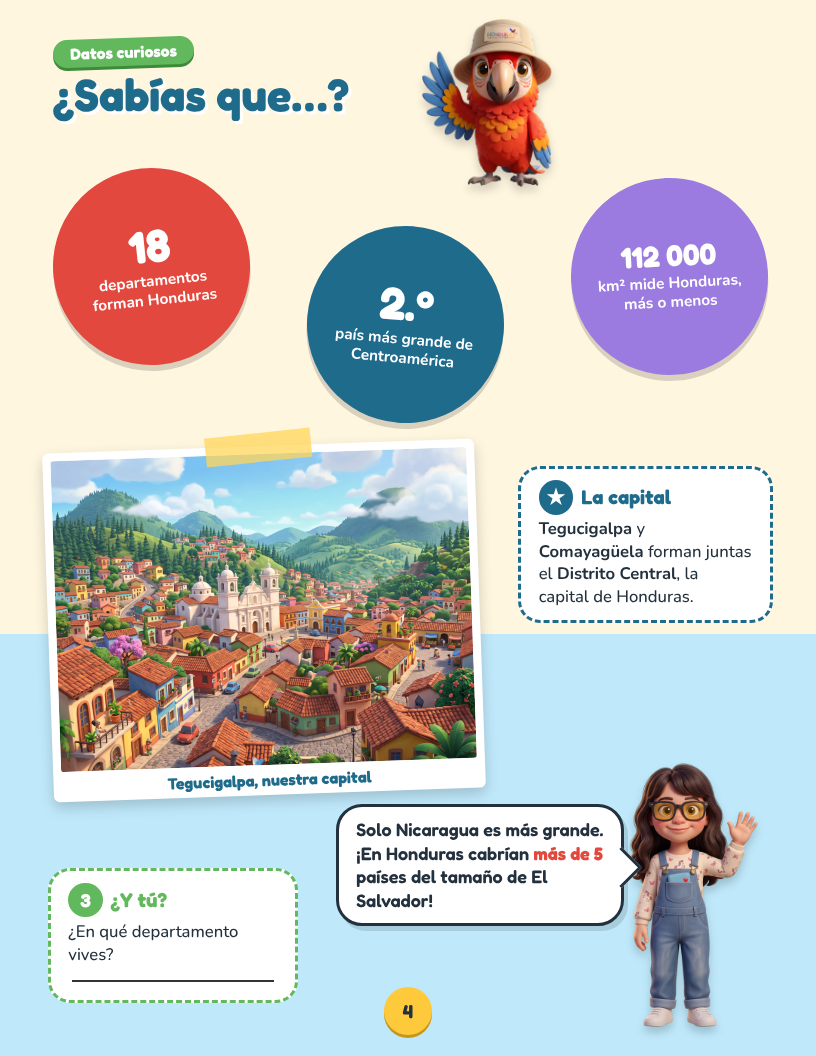 Datos curiosos
¿Sabías que...?
18
departamentos
forman Honduras
2.º
país más grande de
Centroamérica
112 000
km² mide Honduras,
más o menos
Tegucigalpa, nuestra capital
La capital
Tegucigalpa y
Comayagüela forman juntas
el Distrito Central, la
capital de Honduras.
Solo Nicaragua es más grande.
¡En Honduras cabrían más de 5
países del tamaño de El
Salvador!
3 ¿Y tú?
¿En qué departamento
vives?
4